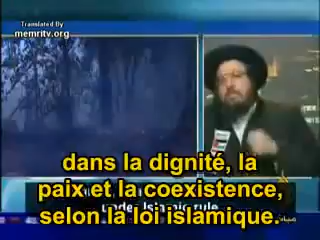 Translated By
memritv.org
dans la dignité, la
paix et la coexistence,
selon la loi islamique.
under Islamic rule
مباشر